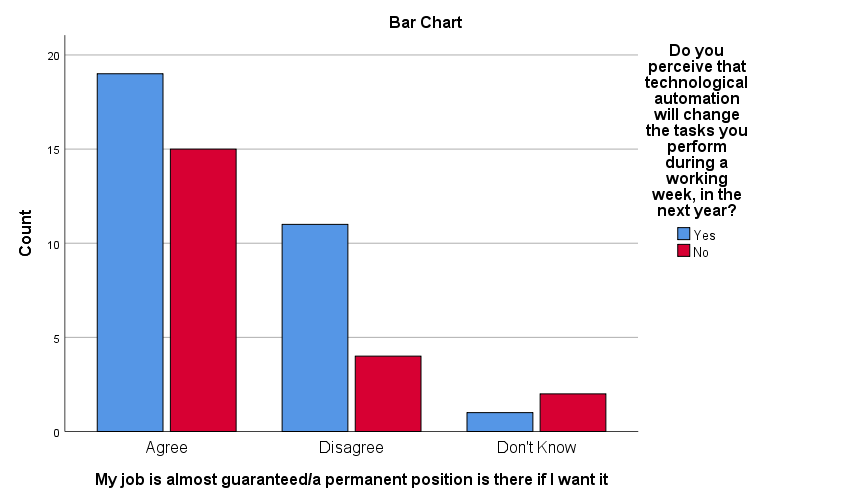 Bar Chart
20
15
10
5
0
Count
Agree
Disagree
Don't Know
My job is almost guaranteed/a permanent position is there if I want it
Do you
perceive that
technological
automation
will change
the tasks you
perform
during a
working
week, in the
next year?
Yes
No